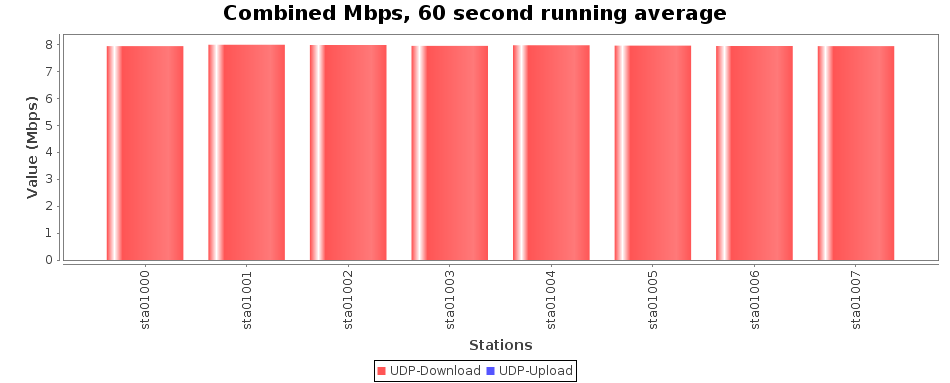 Combined Mbps, 60 second running average
Value (Mbps)
8
7
6
5
4
3
2
1
0
sta01000
sta01001
sta01002
sta01003
sta01004
sta01005
sta01006
sta01007
Stations
UDP-Download UDP-Upload